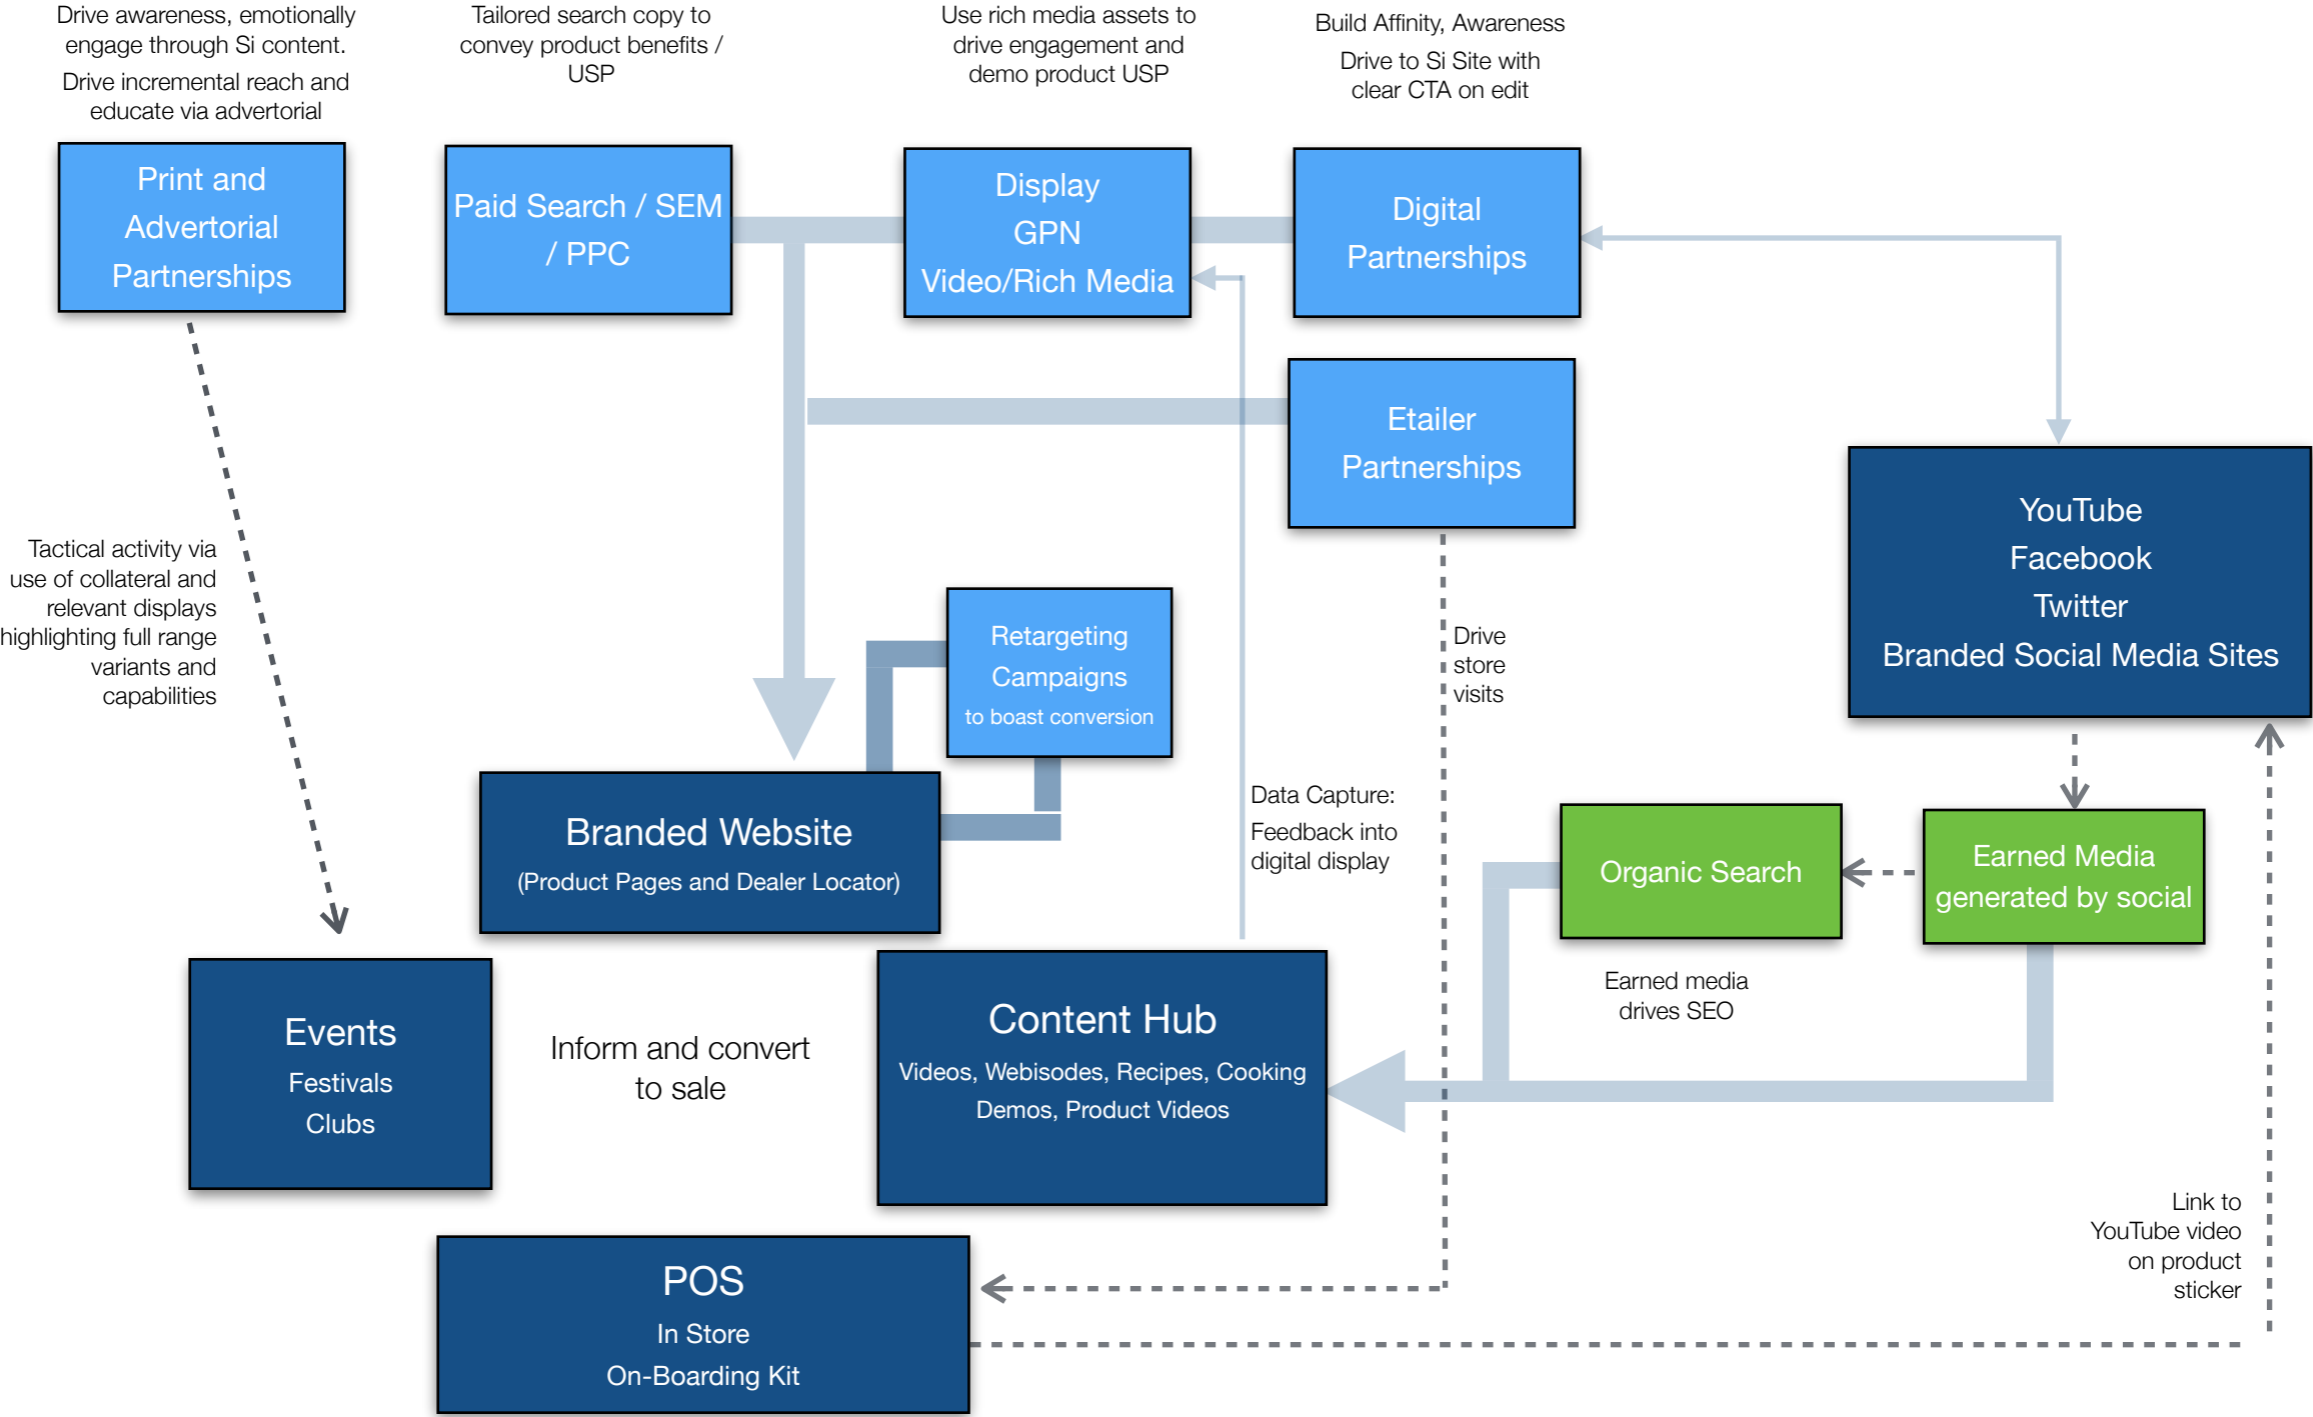 Drive awareness, emotionally
engage through Si content.
Drive incremental reach and
educate via advertorial
Tailored search copy to
convey product benefits /
USP
Use rich media assets to
drive engagement and
demo product USP
Build Affinity, Awareness
Drive to Si Site with
clear CTA on edit
Print and
Advertorial
Partnerships
Paid Search / SEM
/ PPC
Display
GPN
Video/Rich Media
Digital
Partnerships
Etailer
Partnerships
YouTube
Facebook
Twitter
Branded Social Media Sites
Tactical activity via
use of collateral and
relevant displays
highlighting full range
variants and
capabilities
Retargeting
Campaigns
to boast conversion
Drive
store
visits
Branded Website
(Product Pages and Dealer Locator)
Data Capture:
Feedback into
digital display
Organic Search
Earned Media
generated by social
Earned media
drives SEO
Events
Festivals
Clubs
Inform and convert
to sale
Content Hub
Videos, Webisodes, Recipes, Cooking
Demos, Product Videos
Link to
YouTube video
on product
sticker
POS
In Store
On-Boarding Kit